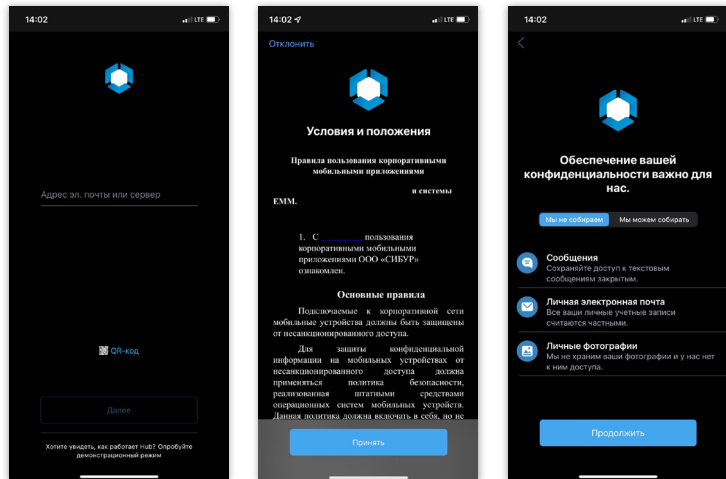 14:02
LTE
Адрес эл. почты или сервер
QR-код
Далее
Хотите увидеть, как работает Hub? Опробуйте
демонстрационный режим
14:02
LTE
Отклонить
Условия и положения
Правила пользования корпоративными
мобильными приложениями
и системы
EMM.
1. С пользования
корпоративными мобильными
приложениями ООО «СИБУР»
ознакомлен.
Основные правила
Подключаемые к корпоративной сети
мобильные устройства должны быть защищены
от несанкционированного доступа.
Для защиты конфиденциальной
информации на мобильных устройствах от
несанкционированного доступа должна
применяться политика безопасности,
реализованная штатными средствами
операционных систем мобильных устройств.
Данная политика должна включать в себя, но не
Принять
14:02
LTE
Обеспечение вашей
конфиденциальности важно для
нас.
Мы не собираем
Мы можем собирать
Сообщения
Сохраняйте доступ к текстовым
сообщениям закрытым.
Личная электронная почта
Все ваши личные учетные записи
считаются частными.
Личные фотографии
Мы не храним ваши фотографии и у нас нет
к ним доступа.
Продолжить